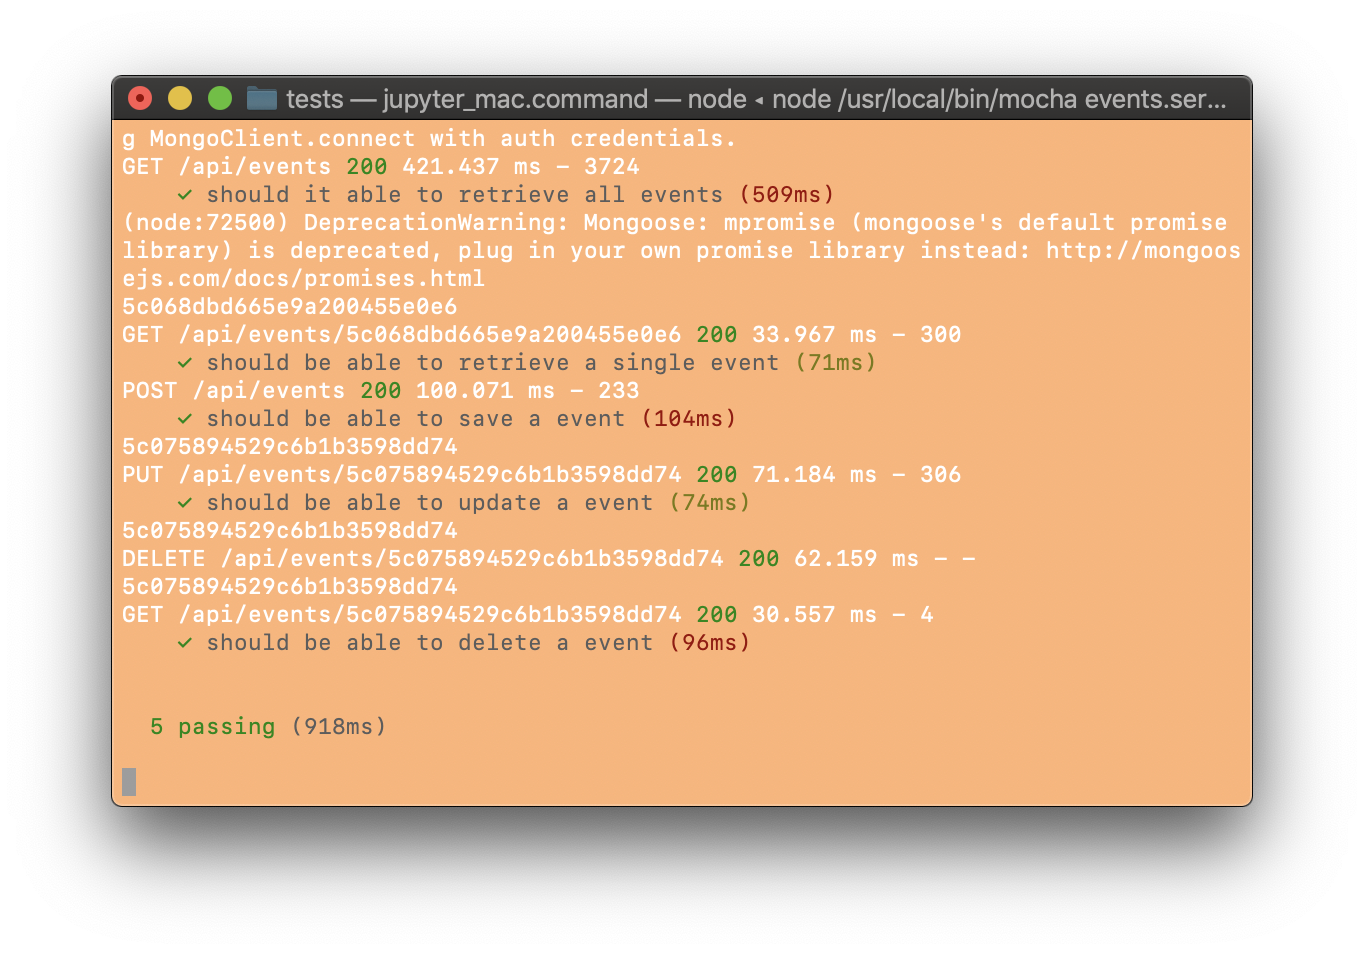 tests — jupyter_mac.command — node ◂ node /usr/local/bin/mocha events.ser...
g MongoClient.connect with auth credentials.
GET /api/events 200 421.437 ms - 3724
✓ should it able to retrieve all events (509ms)
(node:72500) DeprecationWarning: Mongoose: mpromise (mongoose's default promise
library) is deprecated, plug in your own promise library instead: http://mongoos
ejs.com/docs/promises.html
5c068dbd665e9a200455e0e6
GET /api/events/5c068dbd665e9a200455e0e6 200 33.967 ms - 300
✓ should be able to retrieve a single event (71ms)
POST /api/events 200 100.071 ms - 233
✓ should be able to save a event (104ms)
5c075894529c6b1b3598dd74
PUT /api/events/5c075894529c6b1b3598dd74 200 71.184 ms - 306
✓ should be able to update a event (74ms)
5c075894529c6b1b3598dd74
DELETE /api/events/5c075894529c6b1b3598dd74 200 62.159 ms - -
5c075894529c6b1b3598dd74
GET /api/events/5c075894529c6b1b3598dd74 200 30.557 ms - 4
✓ should be able to delete a event (96ms)
5 passing (918ms)